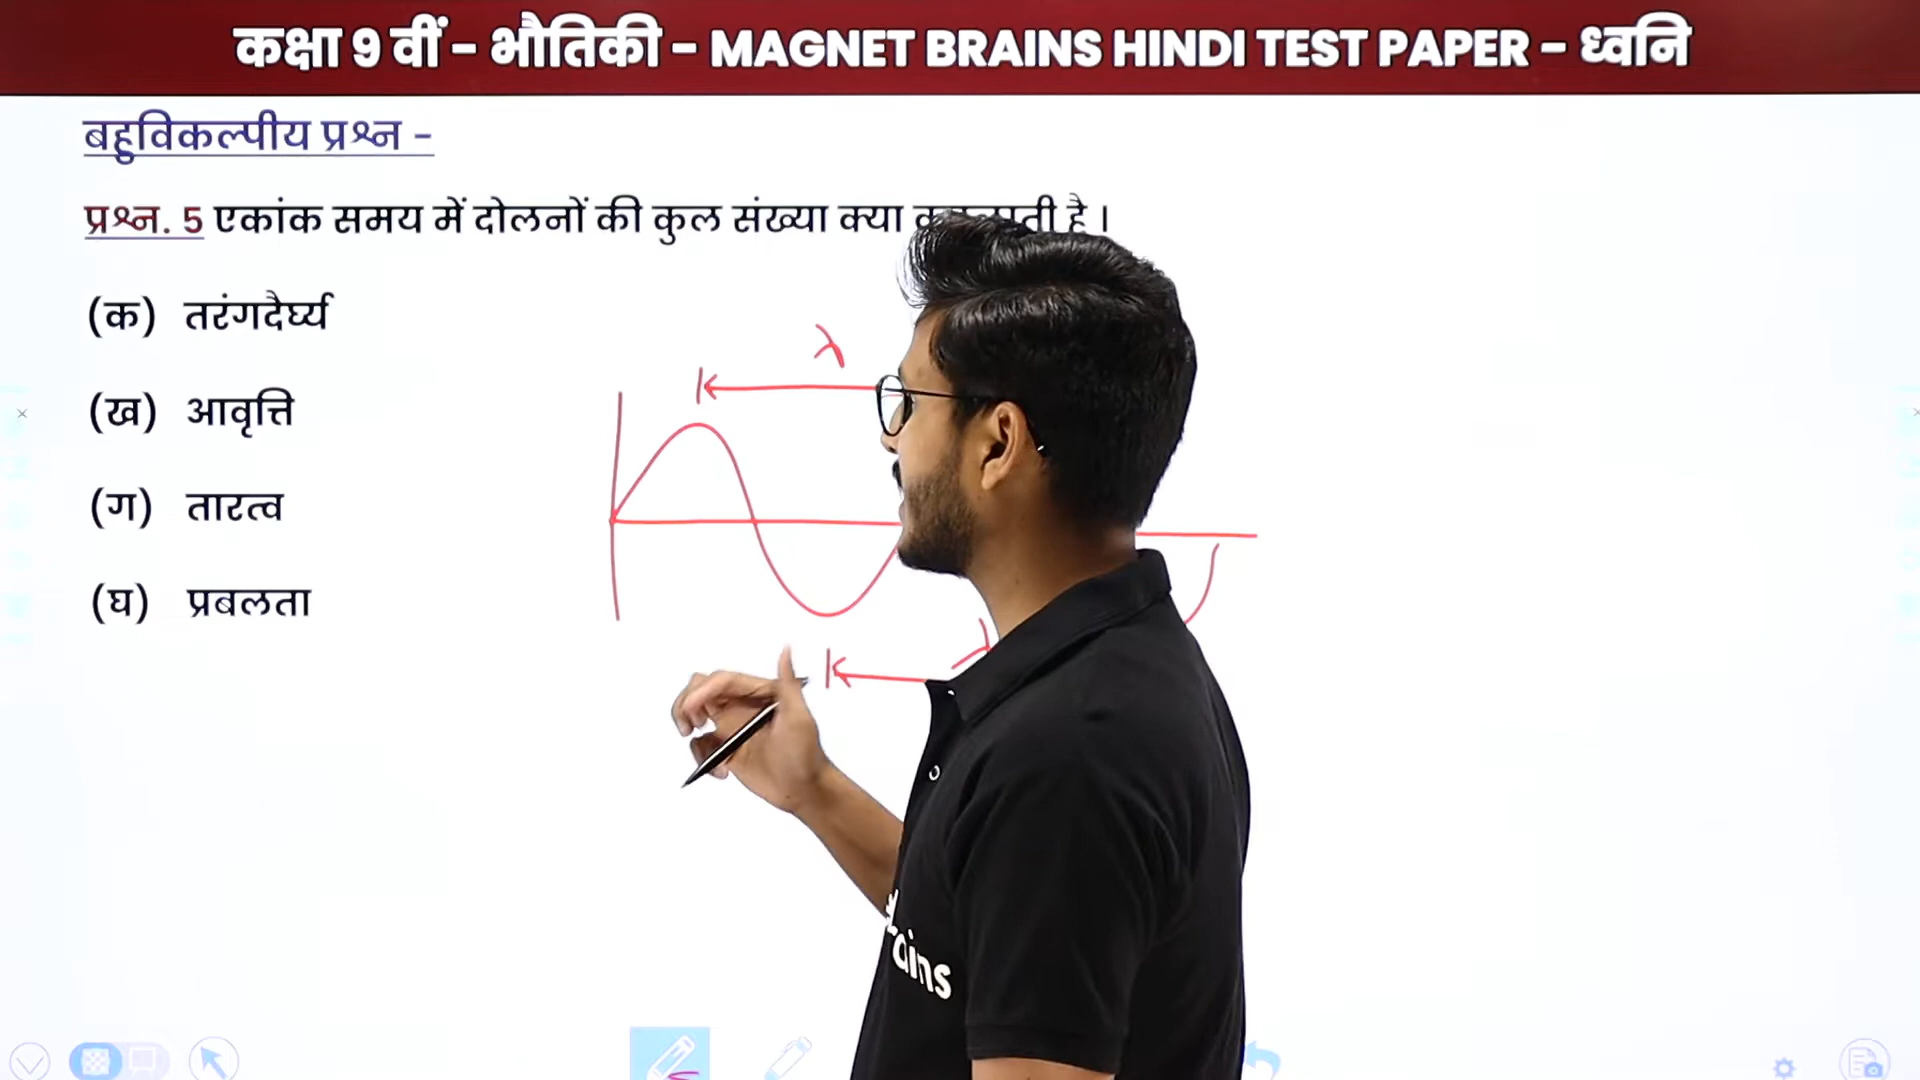 कक्षा 9 वीं - भौतिकी - MAGNET BRAINS HINDI TEST PAPER - ध्वनि
बहुविकल्पीय प्रश्न -
प्रश्न. 5 एकांक समय में दोलनों की कुल संख्या क्या है ।
(क) तरंगदैर्घ्य
λ
(ख) आवृत्ति
(ग) तारत्व
(घ) प्रबलता
λ
ains